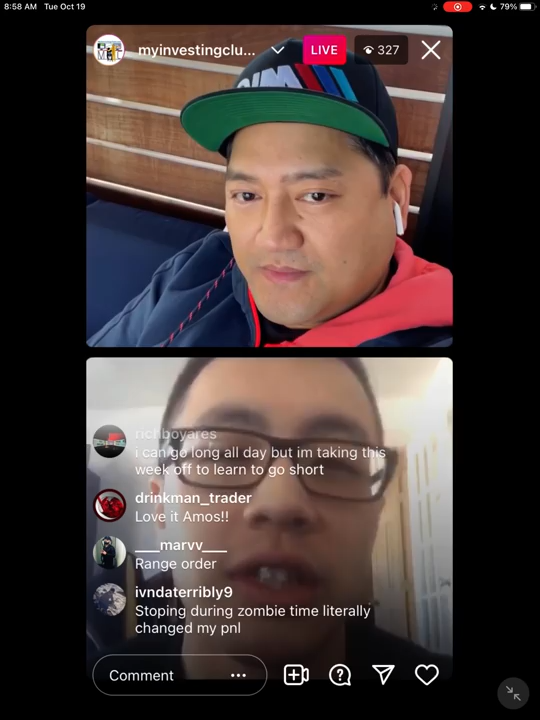 8:58 AM Tue Oct 19
79%
myinvestingclu...
LIVE
327
richboyares
i can go long all day but im taking this
week off to learn to go short
drinkman_trader
Love it Amos!!
___marvv___
Range order
ivndaterribly9
Stoping during zombie time literally
changed my pnl
Comment